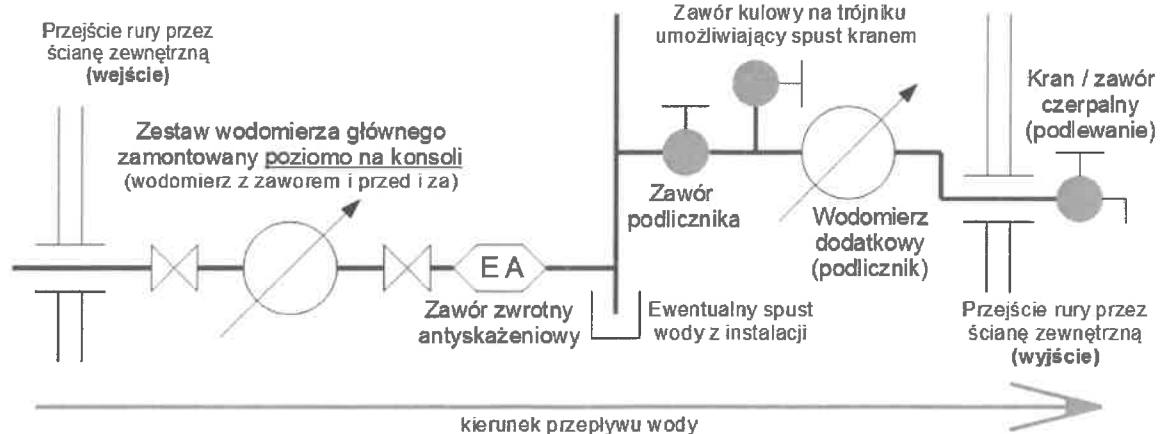 Przejście rury przez
ścianę zewnętrzną
(wejście)
Zestaw wodomierza głównego
zamontowany poziomo na konsoli
(wodomierz z zaworem i przed i za)
EA
Zawór zwrotny
antyskażeniowy
Zawór kulowy na trójniku
umożliwiający spust kranem
Zawór
podlicznika
Wodomierz
dodatkowy
(podlicznik)
Kran / zawór
czerpalny
(podlewanie)
Ewentualny spust
wody z instalacji
Przejście rury przez
ścianę zewnętrzną
(wyjście)
kierunek przepływu wody